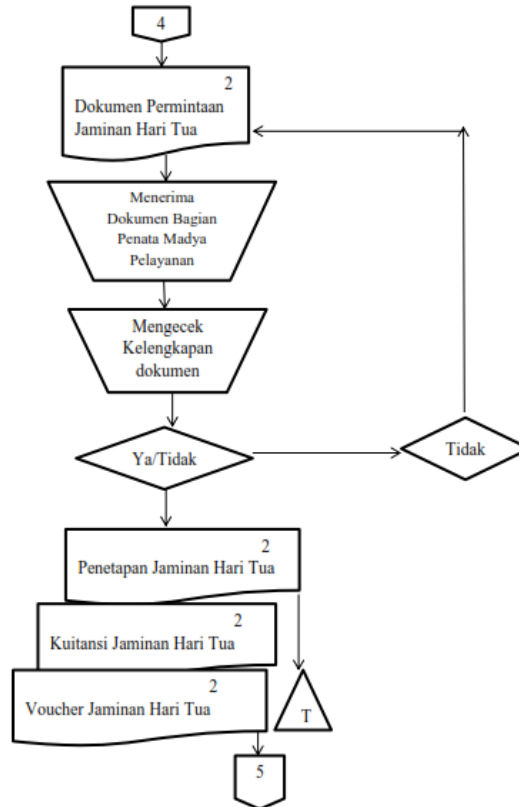 4
2
Dokumen Permintaan
Jaminan Hari Tua
Menerima
Dokumen Bagian
Penata Madya
Pelayanan
Mengecek
Kelengkapan
dokumen
Ya/Tidak
Tidak
2
Penetapan Jaminan Hari Tua
2
Kuitansi Jaminan Hari Tua
2
Voucher Jaminan Hari Tua
T
5